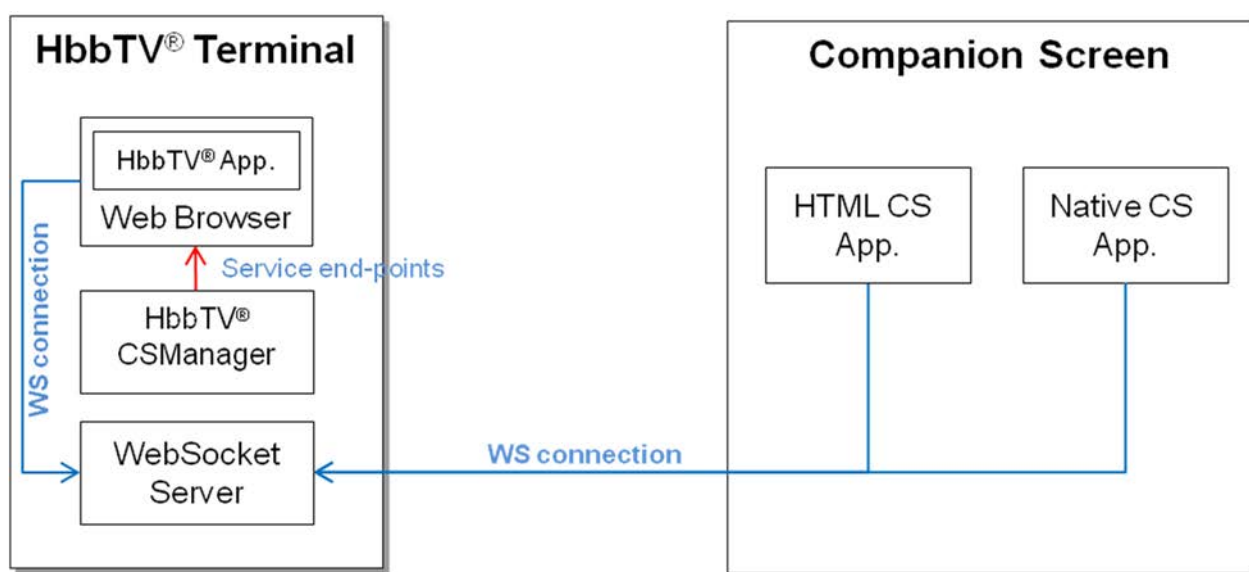 HbbTV® Terminal
HbbTV® App.
Web Browser
WS connection
Service end-points
HbbTV®
CSManager
WebSocket
Server
WS connection
Companion Screen
HTML CS
App.
Native CS
App.